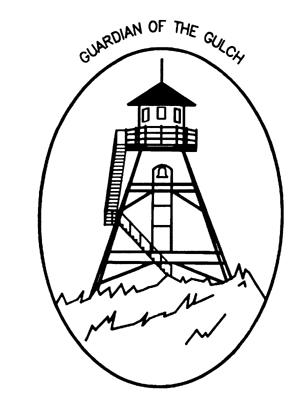 GUARDIAN OF THE GULCH